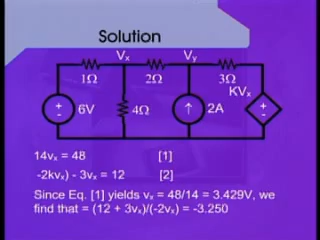 Solution
Vₓ Vᵧ
1Ω 2Ω 3Ω
KVₓ
+ - 6V 4Ω ↑ 2A + -
14vₓ = 48 [1]
-2kvₓ) - 3vₓ = 12 [2]
Since Eq. [1] yields vₓ = 48/14 = 3.429V, we
find that = (12 + 3vₓ)/(-2vₓ) = -3.250